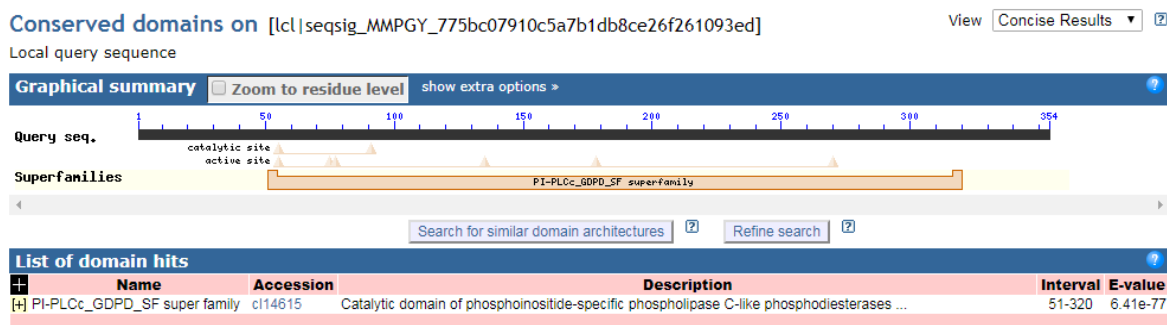 Conserved domains on [lcl|seqsig_MMPGY_775bc07910c5a7b1db8ce26f261093ed]
View Concise Results ▼ ?
Local query sequence
Graphical summary Zoom to residue level show extra options » ?
1 50 100 150 200 250 300 354
Query seq.
catalytic site
active site
Superfamilies PI-PLCc_GDPD_SF superfamily
Search for similar domain architectures ? Refine search ?
List of domain hits ?
+ Name Accession Description Interval E-value
[+] PI-PLCc_GDPD_SF super family cl14615 Catalytic domain of phosphoinositide-specific phospholipase C-like phosphodiesterases ... 51-320 6.41e-77